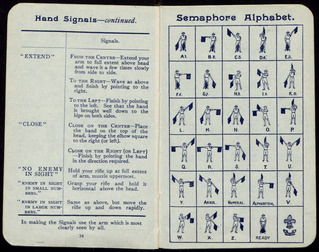 Hand Signals—continued.
Signals.
"EXTEND"
FROM THE CENTRE—Extend your
arm to full extent above head
and wave it a few times slowly
from side to side.
TO THE RIGHT—Wave as above
and finish by pointing to the
right.
TO THE LEFT—Finish by pointing
to the left. See that the hand
is brought well down to the
hips on both sides.
"CLOSE"
CLOSE ON THE CENTRE—Place
the hand on the top of the
head, keeping the elbow square
to the right (or left).
CLOSE ON THE RIGHT (OR LEFT)
—Finish by pointing the hand
in the direction required.
"NO ENEMY
IN SIGHT"
Hold your rifle up to full extent
of arm, muzzle uppermost.
"ENEMY IN SIGHT
IN SMALL NUM-
BERS."
Grasp your rifle and hold it
horizontal above the head.
"ENEMY IN SIGHT
IN LARGE NUM-
BERS."
Same as above, but move the
rifle up and down rapidly.
In making the Signals use the arm which is most
clearly seen by all.
Semaphore Alphabet.
A.1. B.2. C.3. D.4. E.5.
F.6. G.7. H.8. I.9. K.0.
L. M. N. O. P.
Q. R. S. T. U.
Y. ANNUL NUMERAL ALPHABETICAL V.
W. X. Z. READY